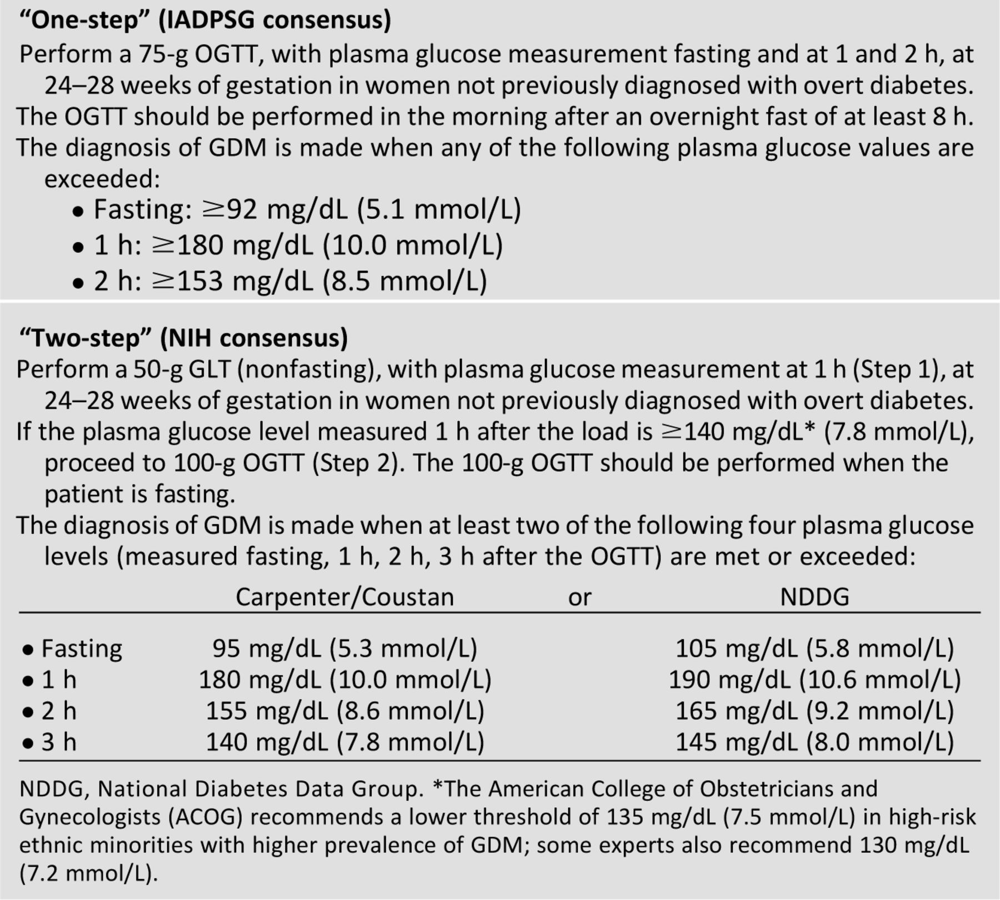 “One-step” (IADPSG consensus)
Perform a 75-g OGTT, with plasma glucose measurement fasting and at 1 and 2 h, at
24–28 weeks of gestation in women not previously diagnosed with overt diabetes.
The OGTT should be performed in the morning after an overnight fast of at least 8 h.
The diagnosis of GDM is made when any of the following plasma glucose values are
exceeded:
• Fasting: ≥92 mg/dL (5.1 mmol/L)
• 1 h: ≥180 mg/dL (10.0 mmol/L)
• 2 h: ≥153 mg/dL (8.5 mmol/L)
“Two-step” (NIH consensus)
Perform a 50-g GLT (nonfasting), with plasma glucose measurement at 1 h (Step 1), at
24–28 weeks of gestation in women not previously diagnosed with overt diabetes.
If the plasma glucose level measured 1 h after the load is ≥140 mg/dL* (7.8 mmol/L),
proceed to 100-g OGTT (Step 2). The 100-g OGTT should be performed when the
patient is fasting.
The diagnosis of GDM is made when at least two of the following four plasma glucose
levels (measured fasting, 1 h, 2 h, 3 h after the OGTT) are met or exceeded:
Carpenter/Coustan or NDDG
• Fasting 95 mg/dL (5.3 mmol/L) 105 mg/dL (5.8 mmol/L)
• 1 h 180 mg/dL (10.0 mmol/L) 190 mg/dL (10.6 mmol/L)
• 2 h 155 mg/dL (8.6 mmol/L) 165 mg/dL (9.2 mmol/L)
• 3 h 140 mg/dL (7.8 mmol/L) 145 mg/dL (8.0 mmol/L)
NDDG, National Diabetes Data Group. *The American College of Obstetricians and
Gynecologists (ACOG) recommends a lower threshold of 135 mg/dL (7.5 mmol/L) in high-risk
ethnic minorities with higher prevalence of GDM; some experts also recommend 130 mg/dL
(7.2 mmol/L).